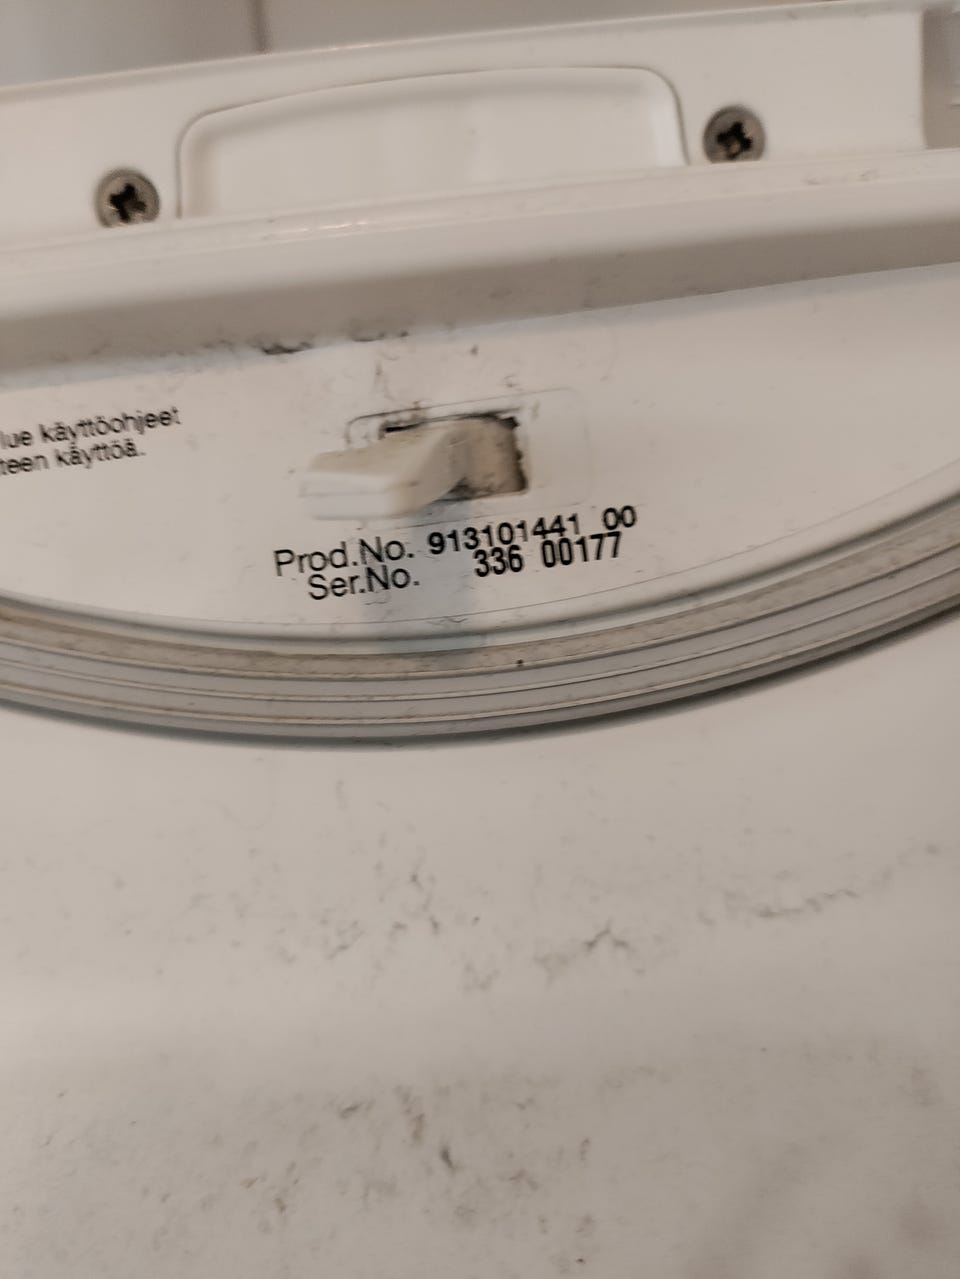 lue käyttöohjeet
teen käyttöä.
Prod.No. 913101441 00
Ser.No. 336 00177